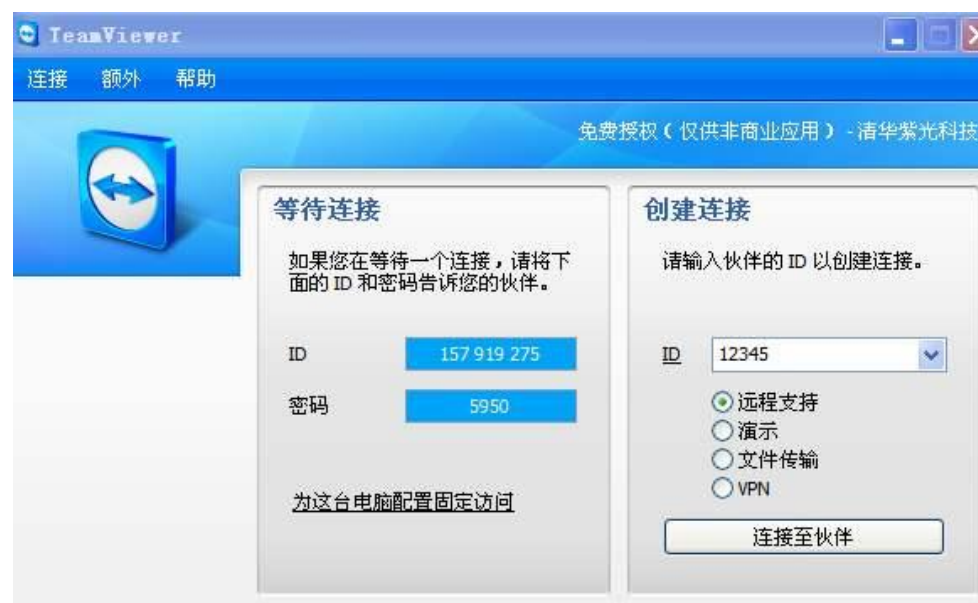 TeamViewer
连接 额外 帮助
免费授权（仅供非商业应用） - 清华紫光科技
等待连接
如果您在等待一个连接，请将下
面的 ID 和密码告诉您的伙伴。
ID 157 919 275
密码 5950
为这台电脑配置固定访问
创建连接
请输入伙伴的 ID 以创建连接。
ID 12345
远程支持
演示
文件传输
VPN
连接至伙伴